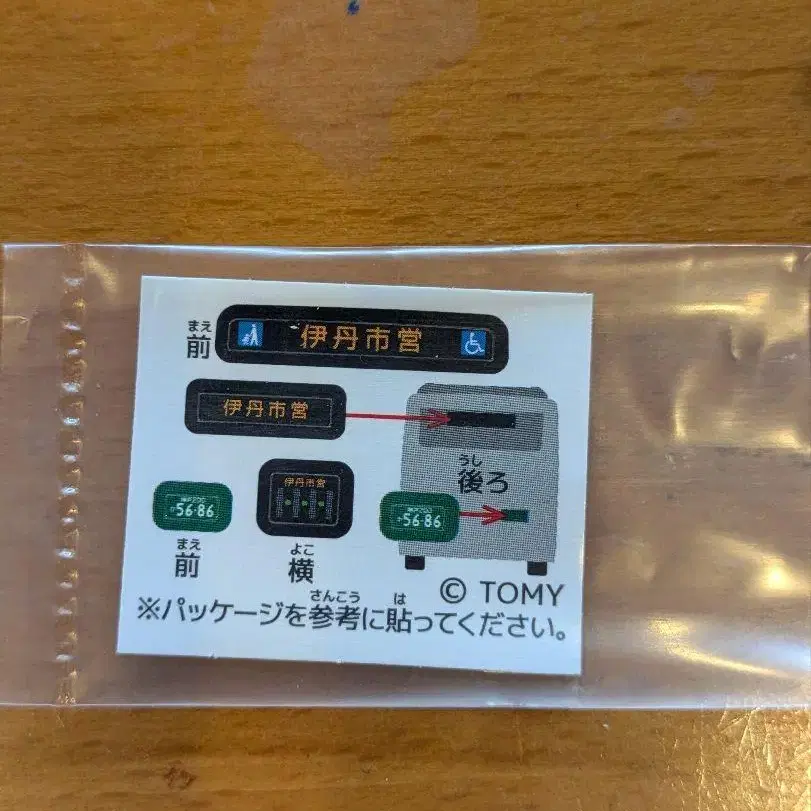 まえ
前
伊丹市営
伊丹市営
うし
後ろ
56-86
まえ
前
伊丹市営
よこ
横
56-86
© TOMY
さんこう は
※パッケージを参考に貼ってください。